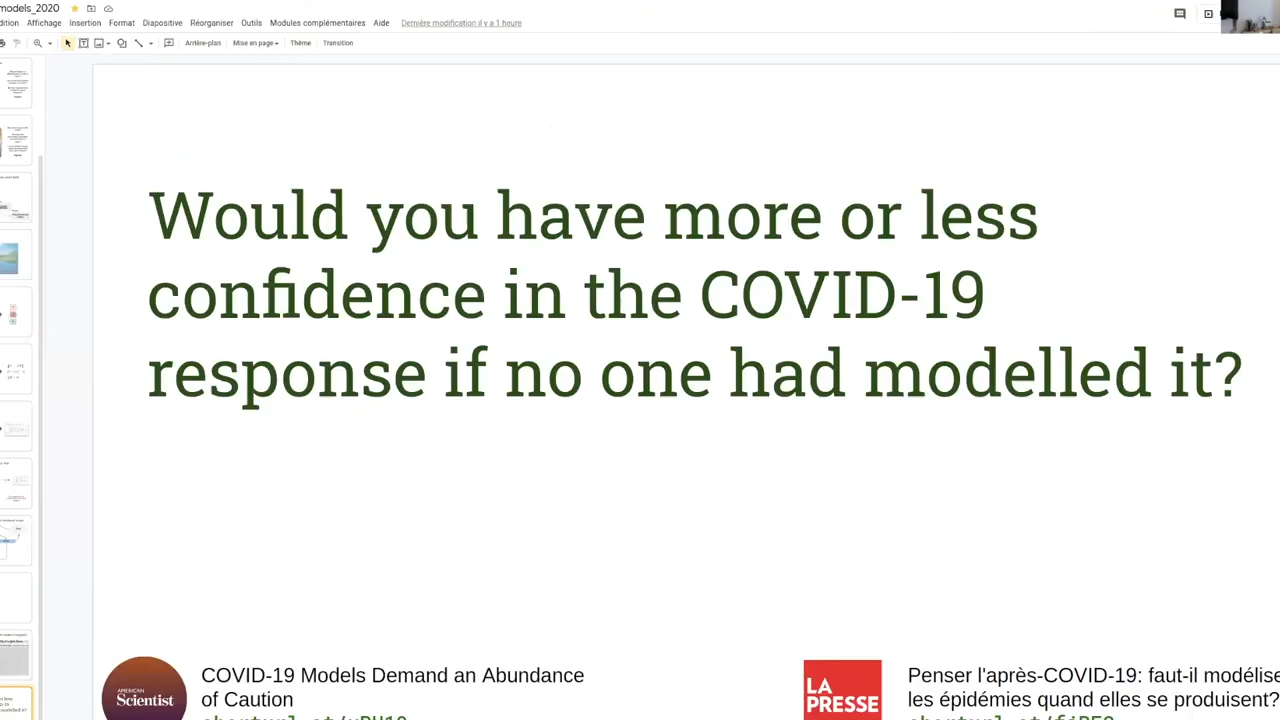 models_2020
dition Affichage Insertion Format Diapositive Réorganiser Outils Modules complémentaires Aide Dernière modification il y a 1 heure
Arrière-plan Mise en page Thème Transition
Would you have more or less
confidence in the COVID-19
response if no one had modelled it?
AMERICAN
Scientist
COVID-19 Models Demand an Abundance
of Caution
LA
PRESSE
Penser l'après-COVID-19: faut-il modélise
les épidémies quand elles se produisent?